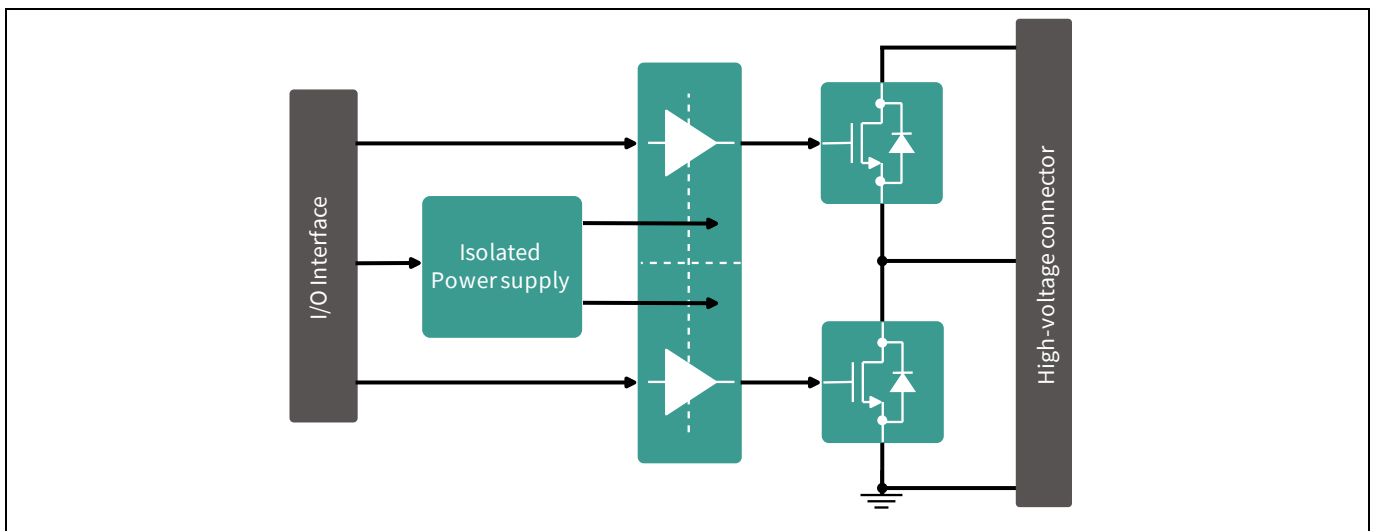 I/O Interface
Isolated
Power supply
High-voltage connector